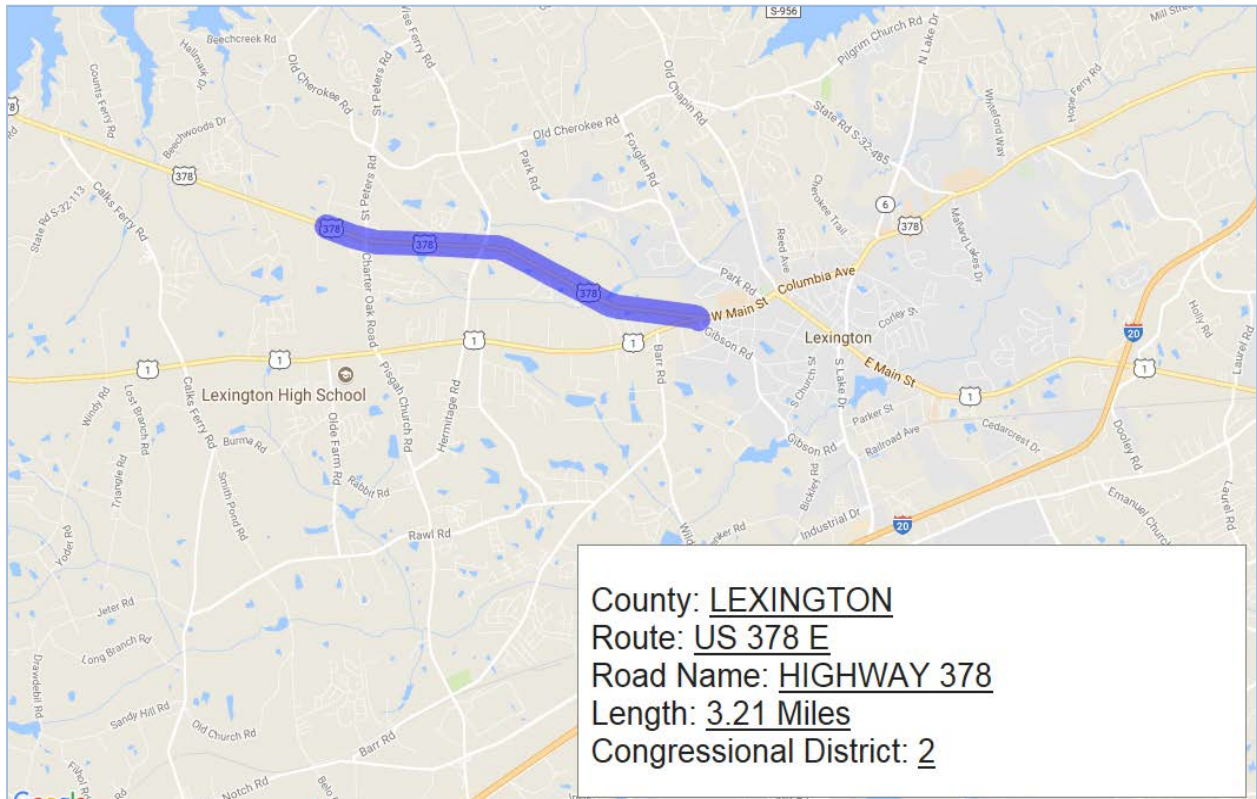 S-956
Beechcreek Rd
Hallmark Dr
Counts Ferry Rd
Old Cherokee Rd
St Peters Rd
Wise Ferry Rd
Pilgrim Church Rd
N Lake Dr
Mill Street
Hope Ferry Rd
Whiteford Way
State Rd S-32-485
Old Chapin Rd
Old Cherokee Rd
Foxglen Rd
Park Rd
378
Rd
Beechwoods Dr
378
State Rd S-32-113
Calks Ferry Rd
St Peters Rd
378
378
378
Charter Oak Road
Cherokee Trail
6
378
Reed Ave
Mallard Lakes Dr
Park Rd
Columbia Ave
W Main St
Gibson Rd
Lexington
Corley St
E Main St
20
Holly Rd
Laurel Rd
1
1
1
1
1
Barr Rd
Lexington High School
Windy Rd
Lost Branch Rd
Triangle Rd
Calks Ferry Rd
Burma Rd
Olde Farm Rd
Rabbit Rd
Pisgah Church Rd
Hermitage Rd
S Church St
S Lake Dr
Parker St
Railroad Ave
Cedarcrest Dr
Gibson Rd
Bickley Rd
Industrial Dr
20
Dooley Rd
Emanuel Church
Laurel Rd
Smith Pond Rd
Rawl Rd
Yoder Rd
Jeter Rd
Long Branch Rd
Drawdebil Rd
Sandy Hill Rd
Old Church Rd
Barr Rd
Notch Rd
Fihol Rd
Google
County: LEXINGTON
Route: US 378 E
Road Name: HIGHWAY 378
Length: 3.21 Miles
Congressional District: 2